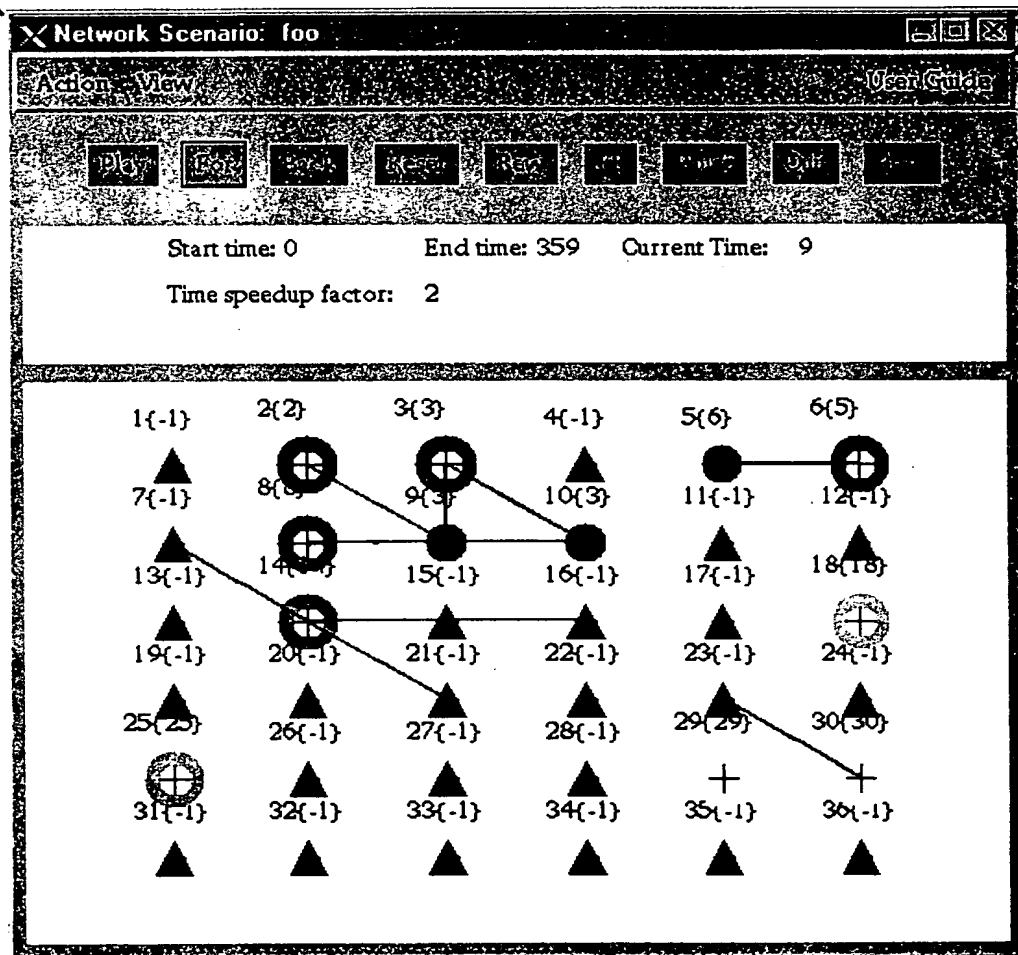 Network Scenario: foo
Action View User Guide
Play
Start time: 0 End time: 359 Current Time: 9
Time speedup factor: 2
1{-1} 2{2} 3{3} 4{-1} 5{6} 6{5}
7{-1} 8{8} 9{3} 10{3} 11{-1} 12{-1}
13{-1} 15{-1} 16{-1} 17{-1} 18{18}
19{-1} 20{-1} 21{-1} 22{-1} 23{-1} 24{-1}
25{25} 26{-1} 27{-1} 28{-1} 29{29} 30{30}
31{-1} 32{-1} 33{-1} 34{-1} 35{-1} 36{-1}